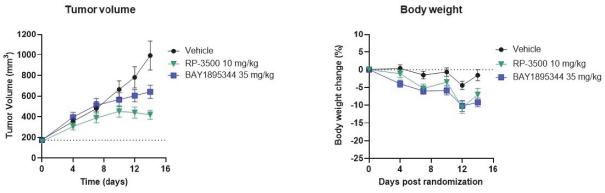 Tumor volume
Tumor Volume (mm³)
1200
1000
800
600
400
200
0
0
4
8
12
16
Time (days)
Vehicle
RP-3500 10 mg/kg
BAY1895344 35 mg/kg
Body weight
Body weight change (%)
10
5
0
-5
-10
-15
-20
-25
0
4
8
12
16
Days post randomization
Vehicle
RP-3500 10 mg/kg
BAY1895344 35 mg/kg